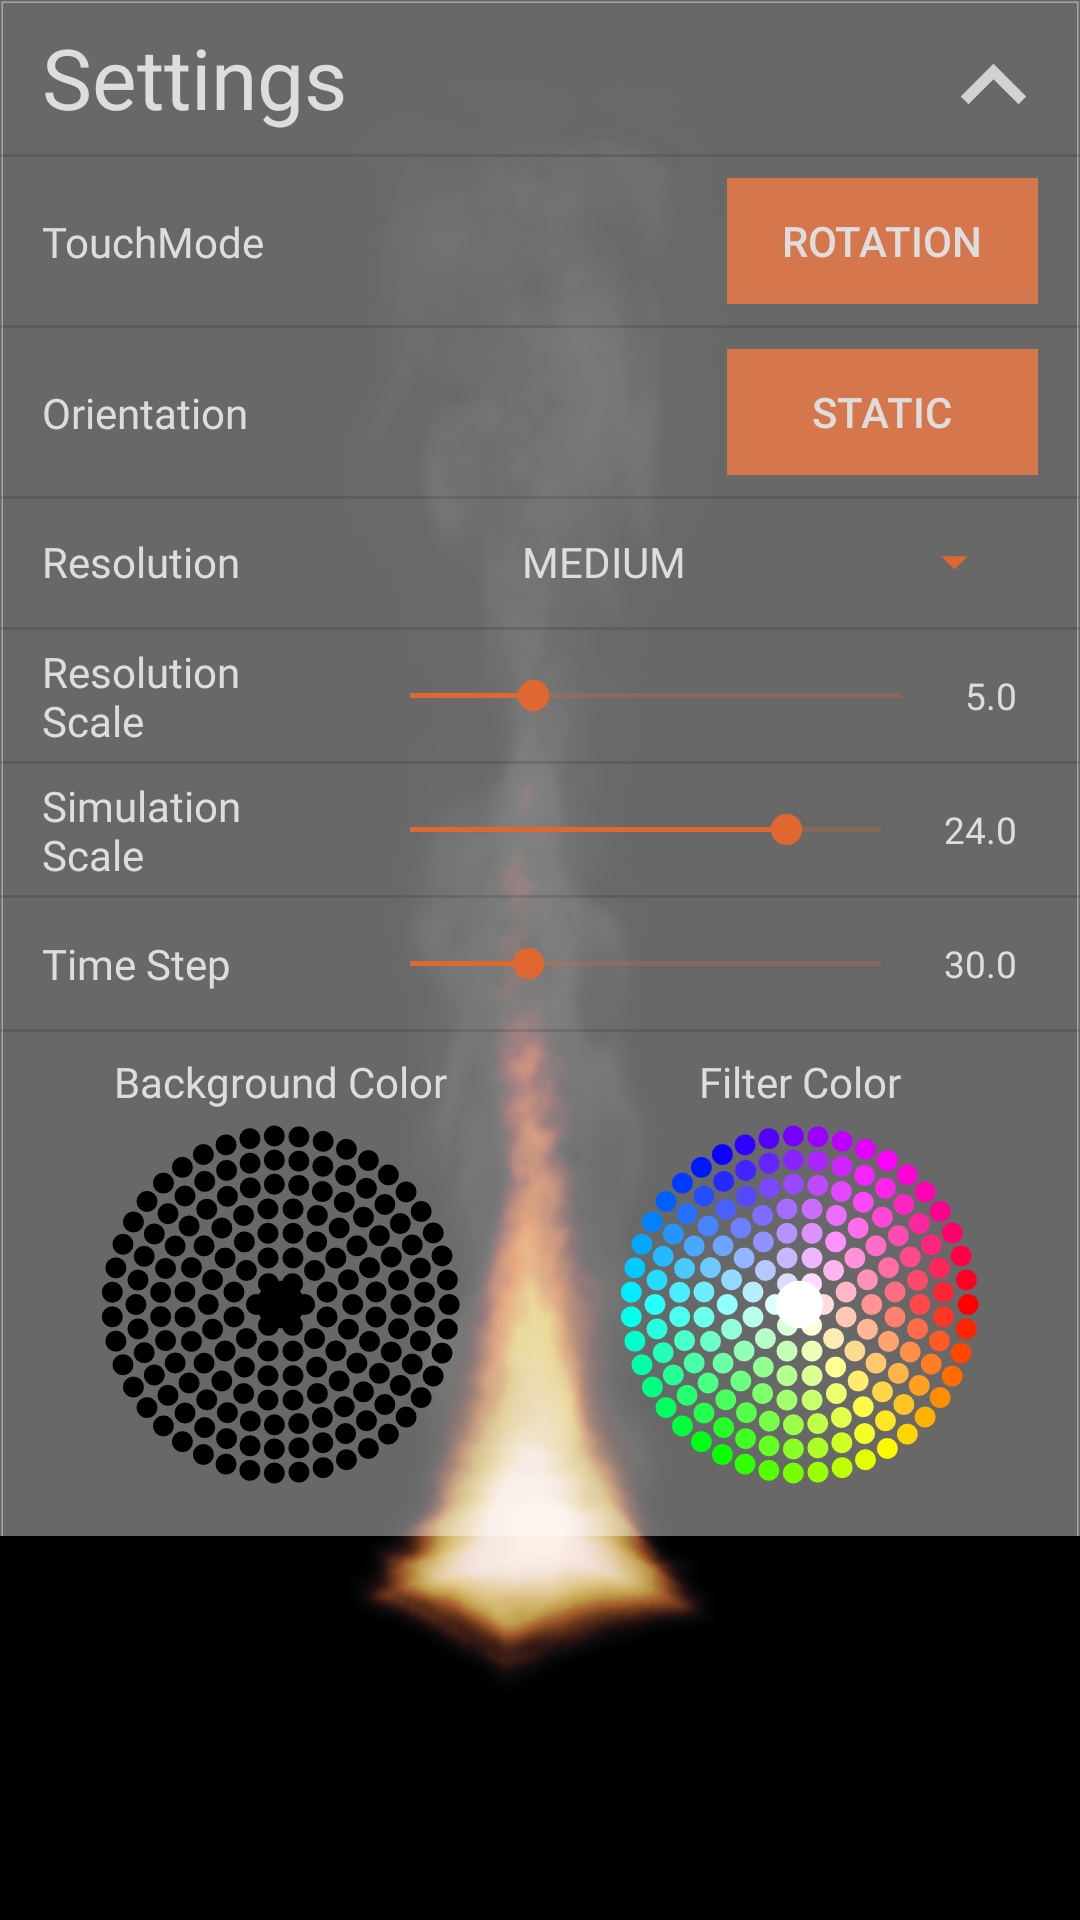 Settings
TouchMode
ROTATION
Orientation
STATIC
Resolution
MEDIUM
Resolution
Scale
5.0
Simulation
Scale
24.0
Time Step
30.0
Background Color
Filter Color